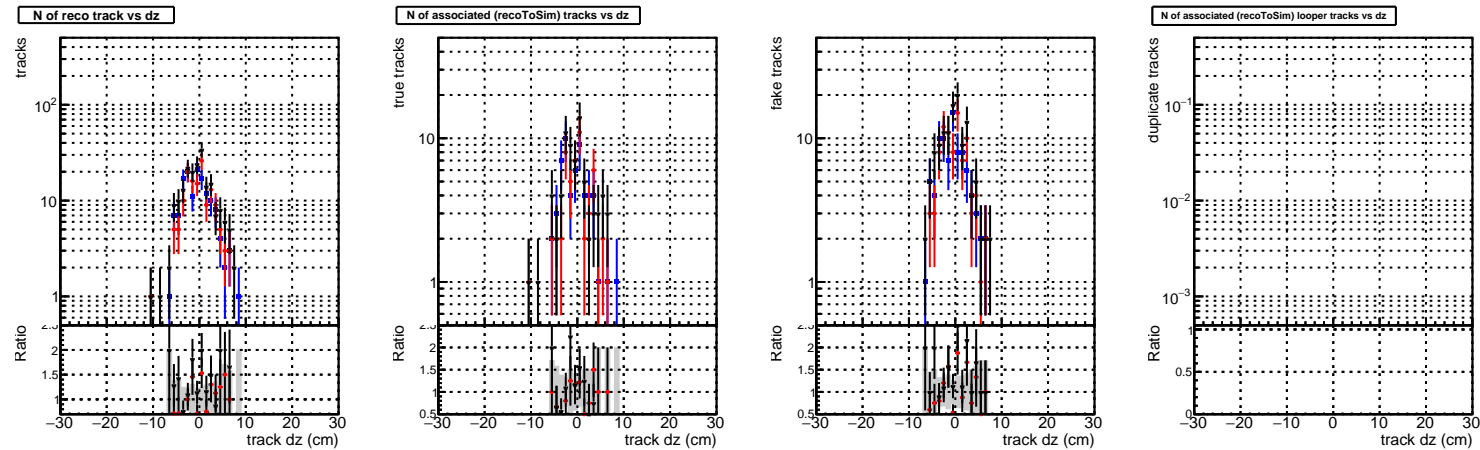 N of reco track vs dz
tracks
10²
10
1
Ratio
2.5
2
1.5
1
−30 −20 −10 0 10 20 30
track dz (cm)
N of associated (recoToSim) tracks vs dz
true tracks
10
1
Ratio
2.5
2
1.5
1
0.5
−30 −20 −10 0 10 20 30
track dz (cm)
fake tracks
10
1
Ratio
2.5
2
1.5
1
0.5
−30 −20 −10 0 10 20 30
track dz (cm)
N of associated (recoToSim) looper tracks vs dz
duplicate tracks
10⁻¹
10⁻²
10⁻³
Ratio
1
0.5
0
−30 −20 −10 0 10 20 30
track dz (cm)